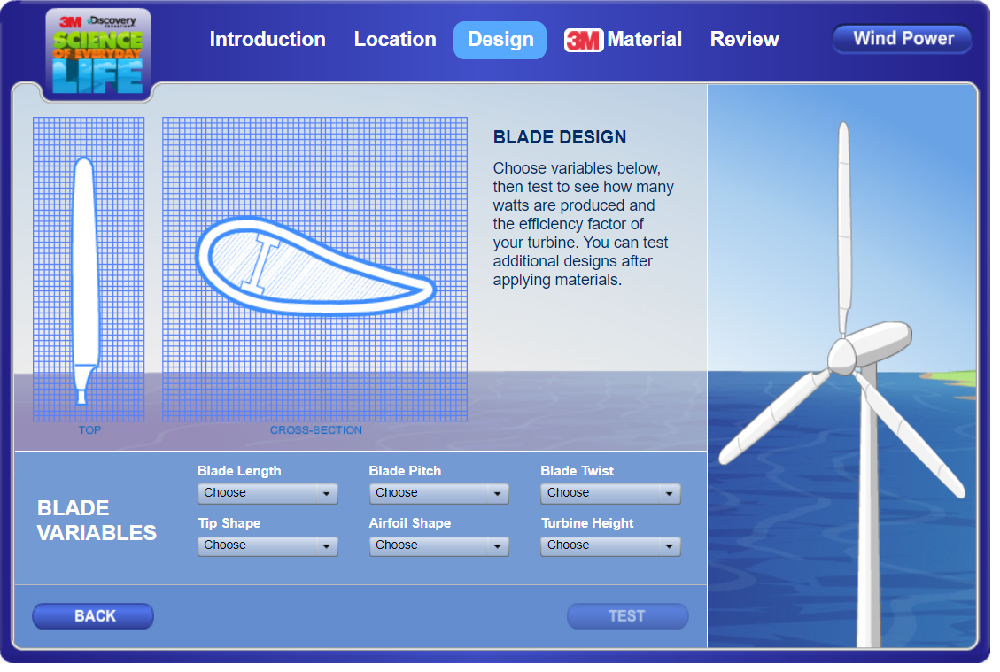 3M Discovery
EDUCATION
SCIENCE
OF EVERYDAY
LIFE
Introduction
Location
Design
3M Material
Review
Wind Power
BLADE DESIGN
Choose variables below,
then test to see how many
watts are produced and
the efficiency factor of
your turbine. You can test
additional designs after
applying materials.
TOP
CROSS-SECTION
BLADE
VARIABLES
Blade Length
Choose
Blade Pitch
Choose
Blade Twist
Choose
Tip Shape
Choose
Airfoil Shape
Choose
Turbine Height
Choose
BACK
TEST